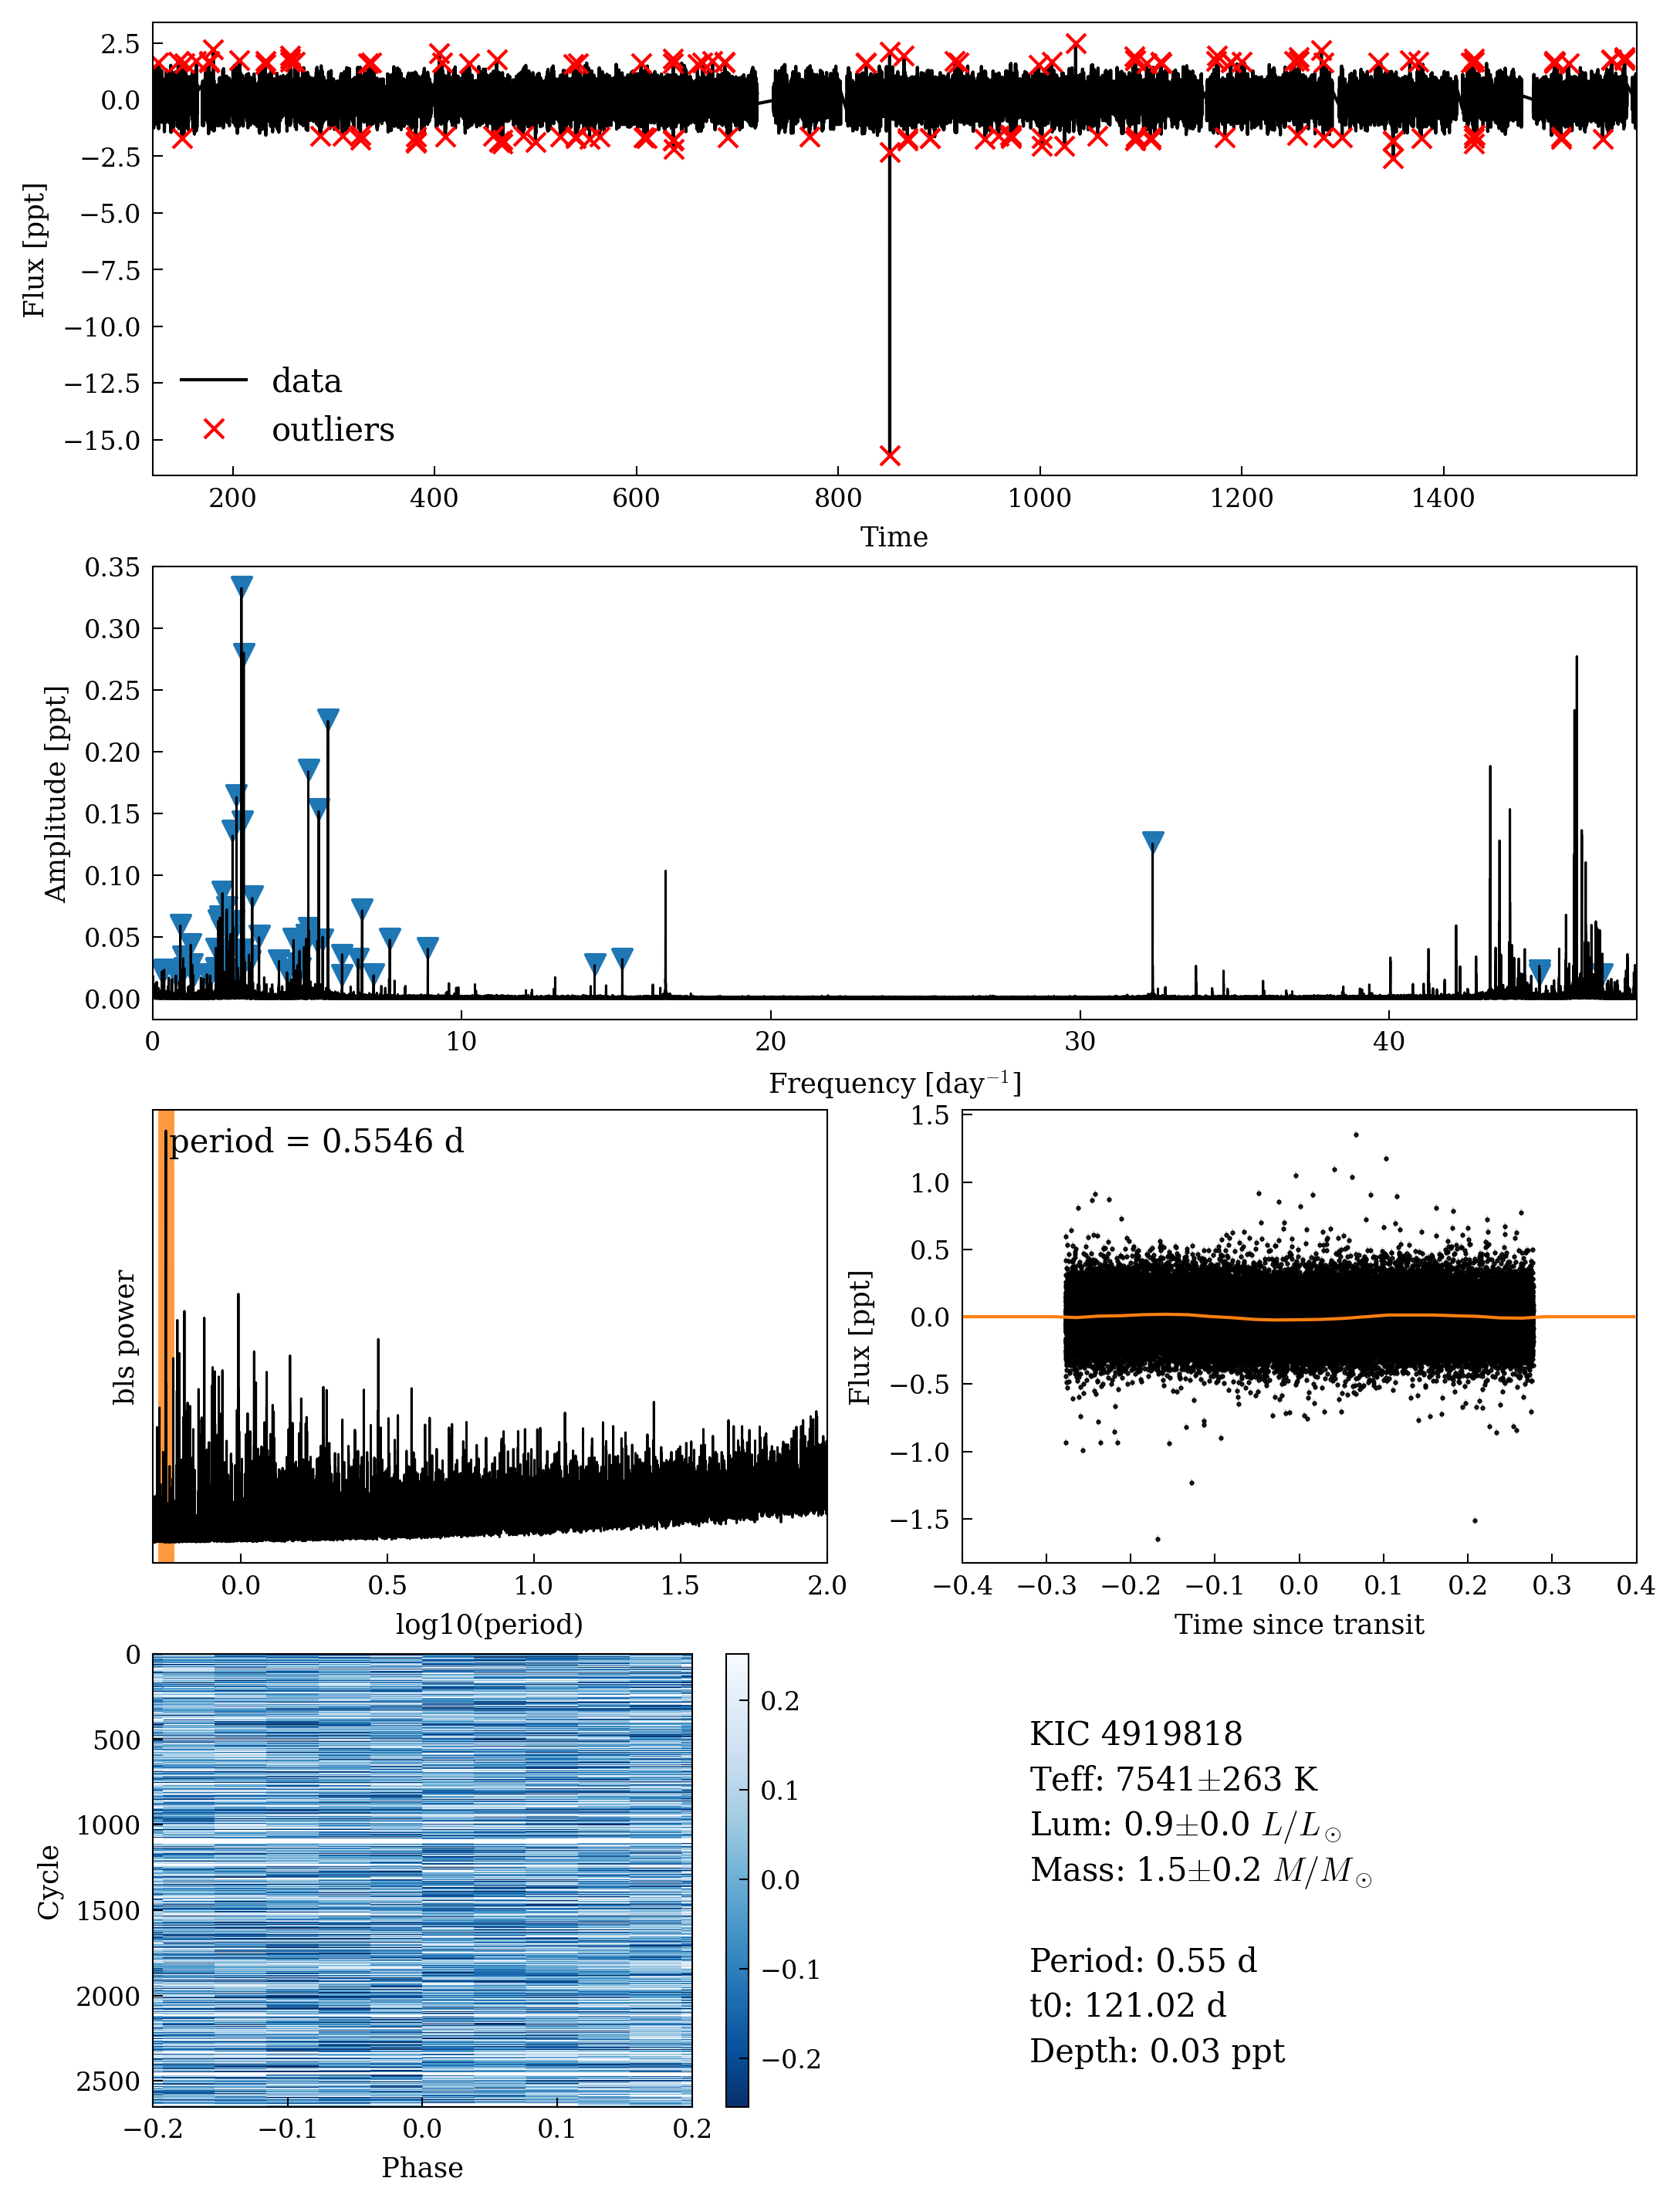 2.5
0.0
−2.5
−5.0
−7.5
−10.0
−12.5
−15.0
Flux [ppt]
data
outliers
200 400 600 800 1000 1200 1400
Time
0.35
0.30
0.25
0.20
0.15
0.10
0.05
0.00
Amplitude [ppt]
0 10 20 30 40
Frequency [day⁻¹]
period = 0.5546 d
bls power
0.0 0.5 1.0 1.5 2.0
log10(period)
1.5
1.0
0.5
0.0
−0.5
−1.0
−1.5
Flux [ppt]
−0.4 −0.3 −0.2 −0.1 0.0 0.1 0.2 0.3 0.4
Time since transit
0
500
1000
1500
2000
2500
Cycle
−0.2 −0.1 0.0 0.1 0.2
Phase
0.2
0.1
0.0
−0.1
−0.2
KIC 4919818
Teff: 7541±263 K
Lum: 0.9±0.0 L/L⊙
Mass: 1.5±0.2 M/M⊙
Period: 0.55 d
t0: 121.02 d
Depth: 0.03 ppt